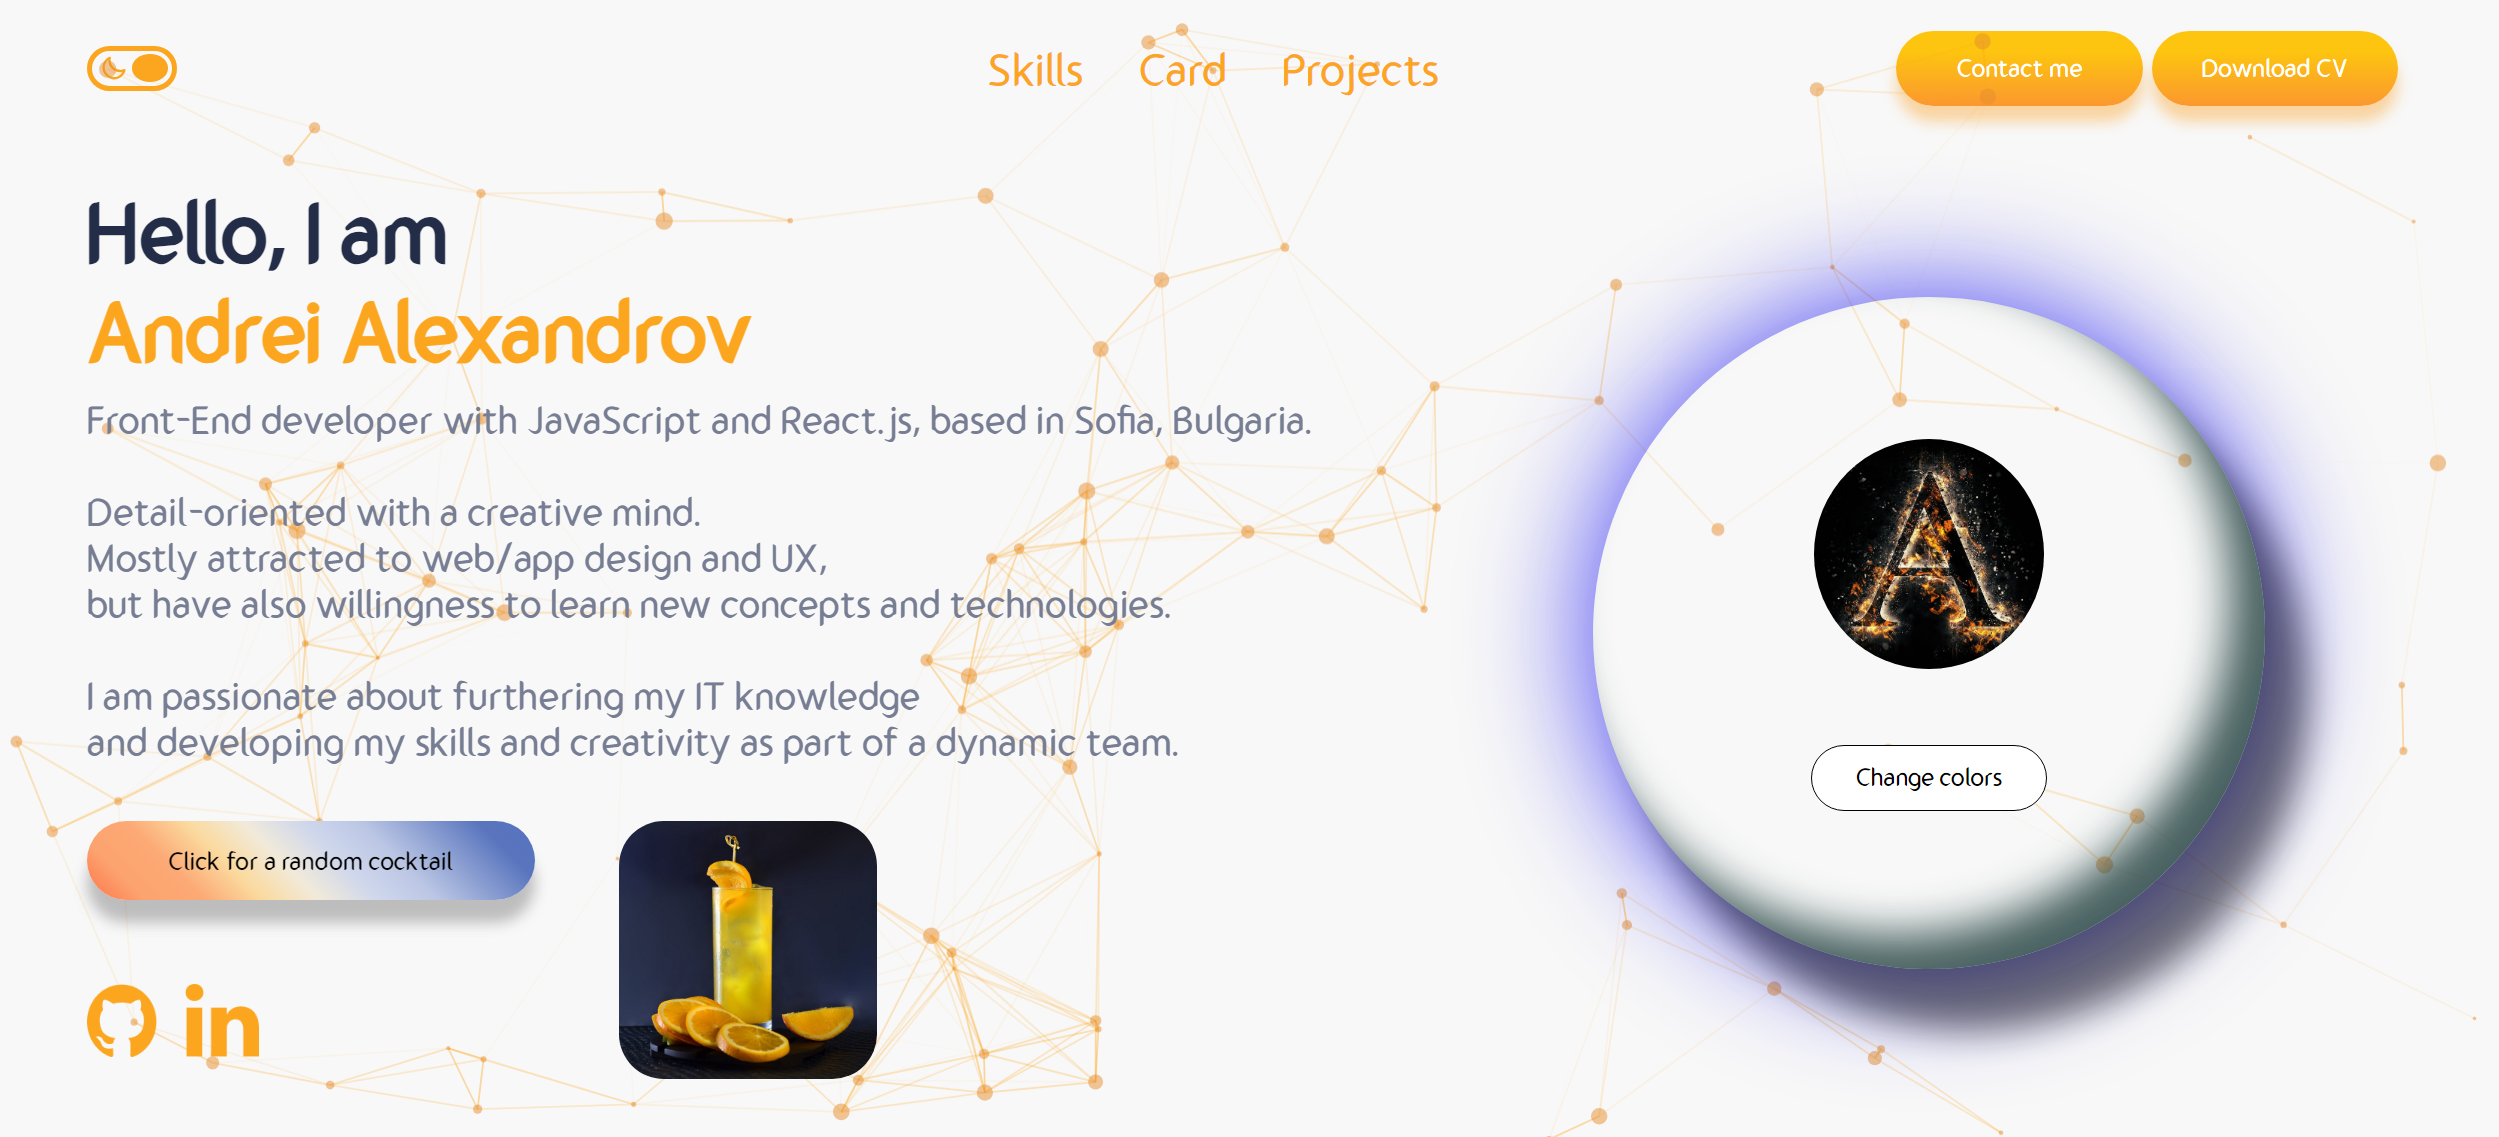 Skills Card Projects
Contact me
Download CV
Hello, I am
Andrei Alexandrov
Front-End developer with JavaScript and React.js, based in Sofia, Bulgaria.
Detail-oriented with a creative mind.
Mostly attracted to web/app design and UX,
but have also willingness to learn new concepts and technologies.
I am passionate about furthering my IT knowledge
and developing my skills and creativity as part of a dynamic team.
Click for a random cocktail
in
A
Change colors